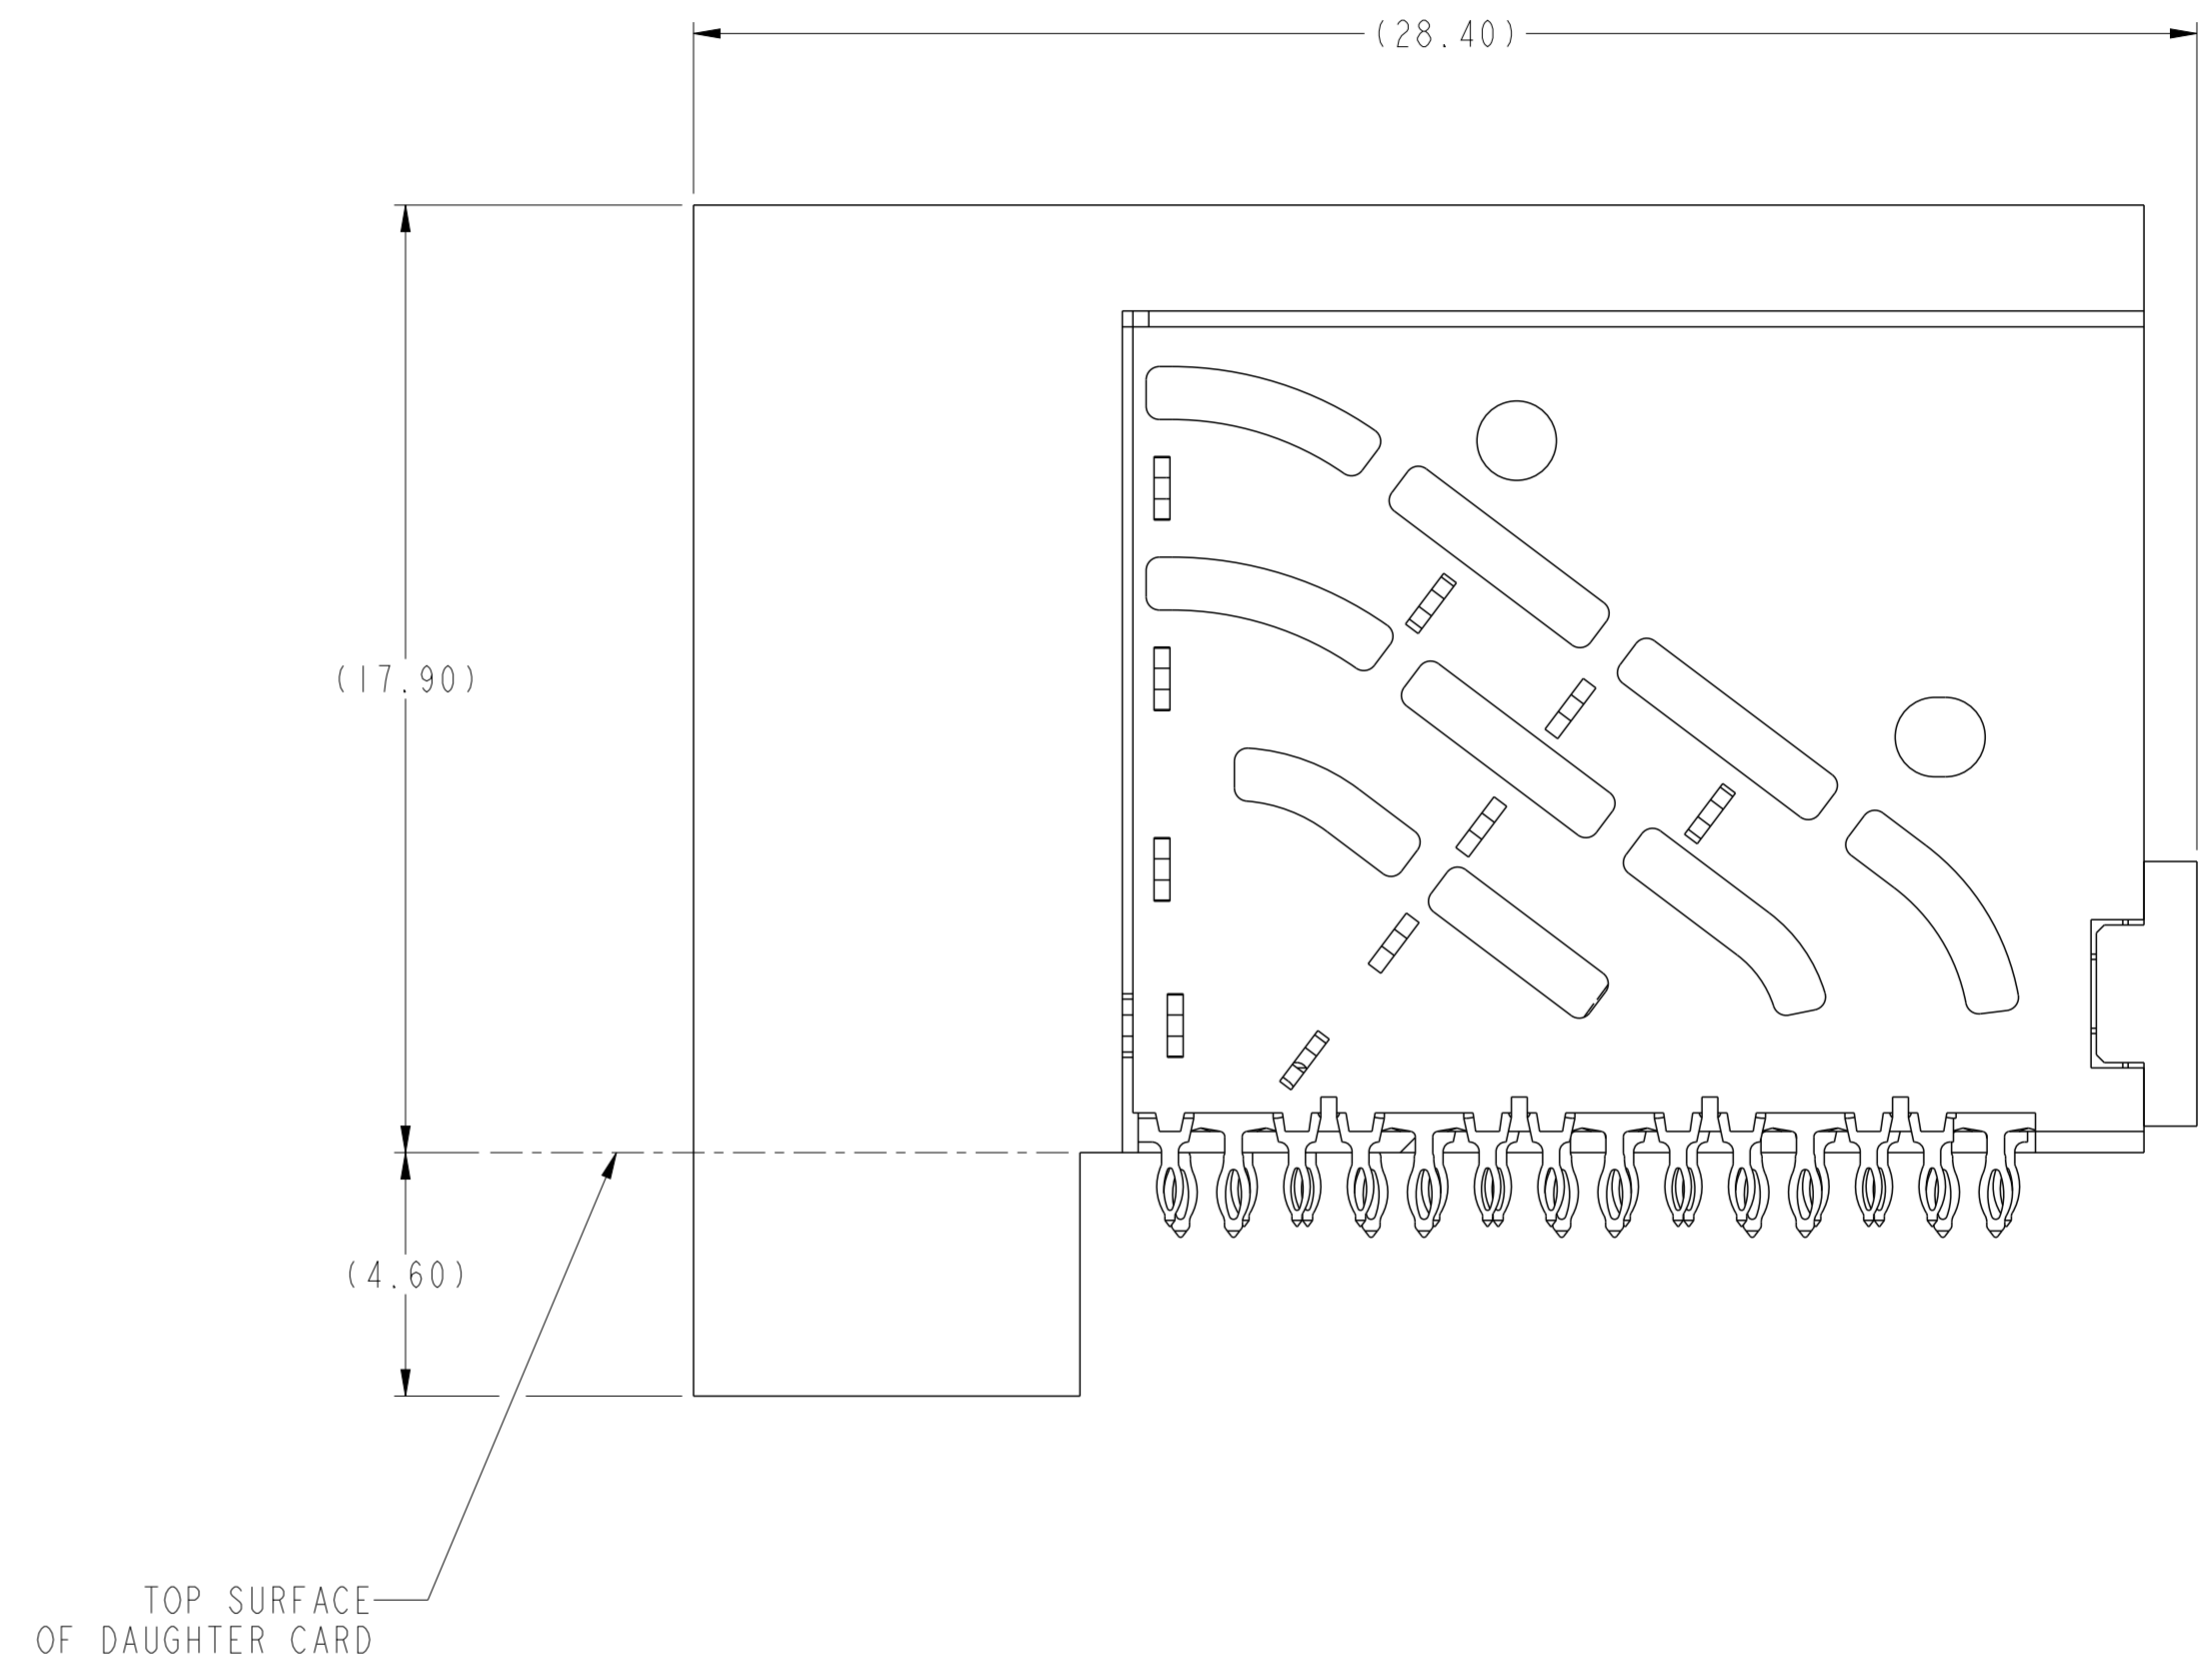 (28.40)
(17.90)
(4.60)
TOP SURFACE
OF DAUGHTER CARD